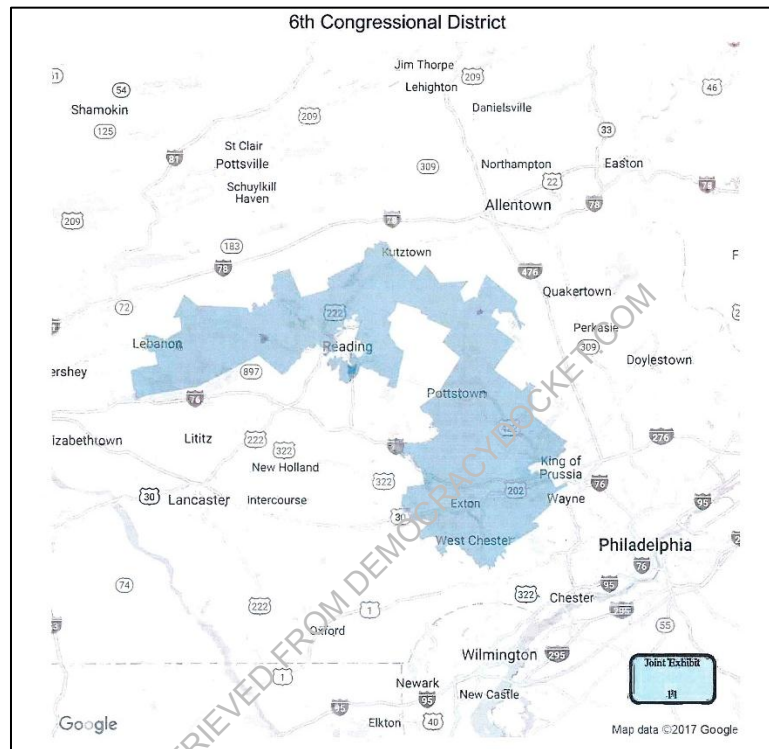 6th Congressional District
Jim Thorpe
209
Lehighton
54
Shamokin
Danielsville
46
125
209
33
St Clair
81
Pottsville
309
Northampton
Easton
Schuylkill
Haven
22
78
Allentown
209
78
183
78
Kutztown
476
Quakertown
72
222
Perkasie
Lebanon
Reading
309
Doylestown
ershey
897
76
Pottstown
422
izabethtown
Lititz
222
322
276
New Holland
King of
Prussia
322
76
30
Lancaster
Intercourse
Exton
202
Wayne
95
30
West Chester
Philadelphia
76
74
322
95
Chester
222
1
295
55
Oxford
Wilmington
295
1
Joint Exhibit
Newark
95
New Castle
95
Elkton
40
Google
Map data ©2017 Google
RETRIEVED FROM DEMOCRACYDOCKET.COM